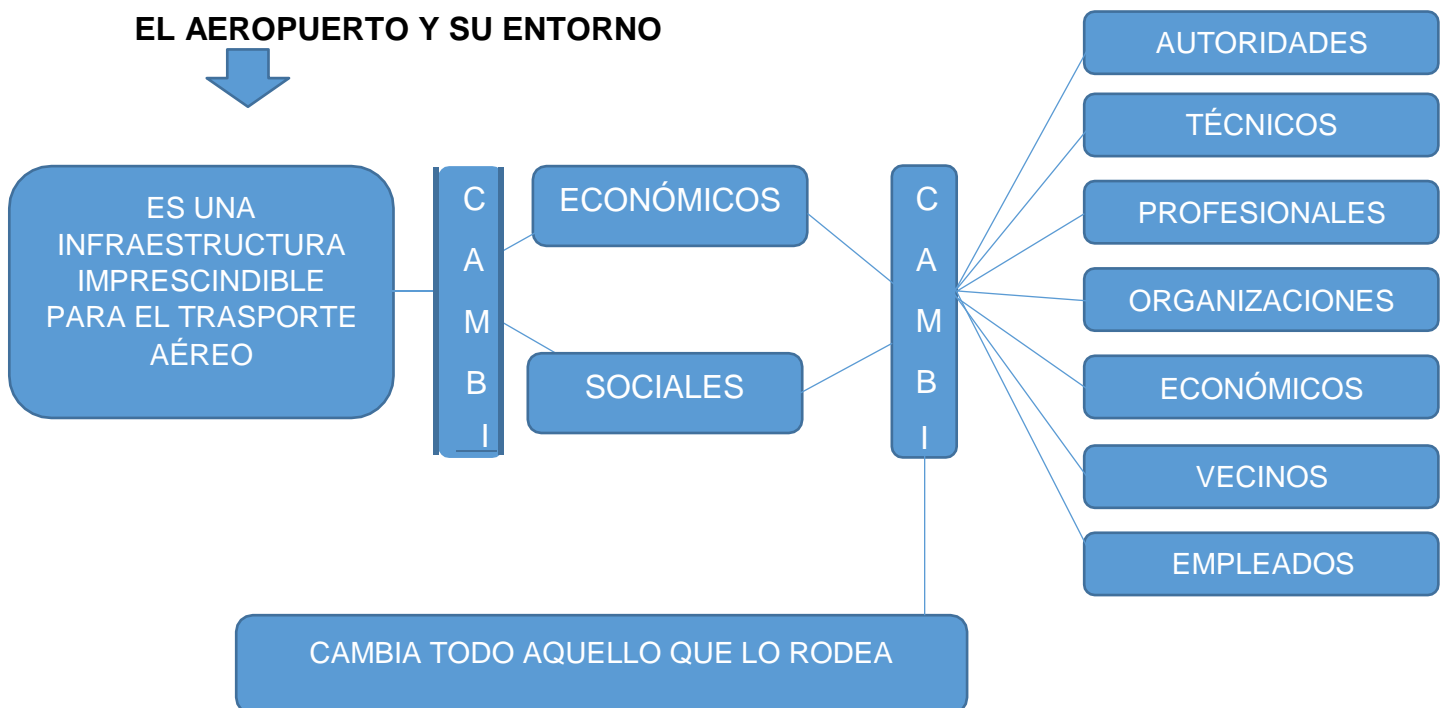 EL AEROPUERTO Y SU ENTORNO
ES UNA
INFRAESTRUCTURA
IMPRESCINDIBLE
PARA EL TRASPORTE
AÉREO
C
A
M
B
I
ECONÓMICOS
SOCIALES
C
A
M
B
I
AUTORIDADES
TÉCNICOS
PROFESIONALES
ORGANIZACIONES
ECONÓMICOS
VECINOS
EMPLEADOS
CAMBIA TODO AQUELLO QUE LO RODEA